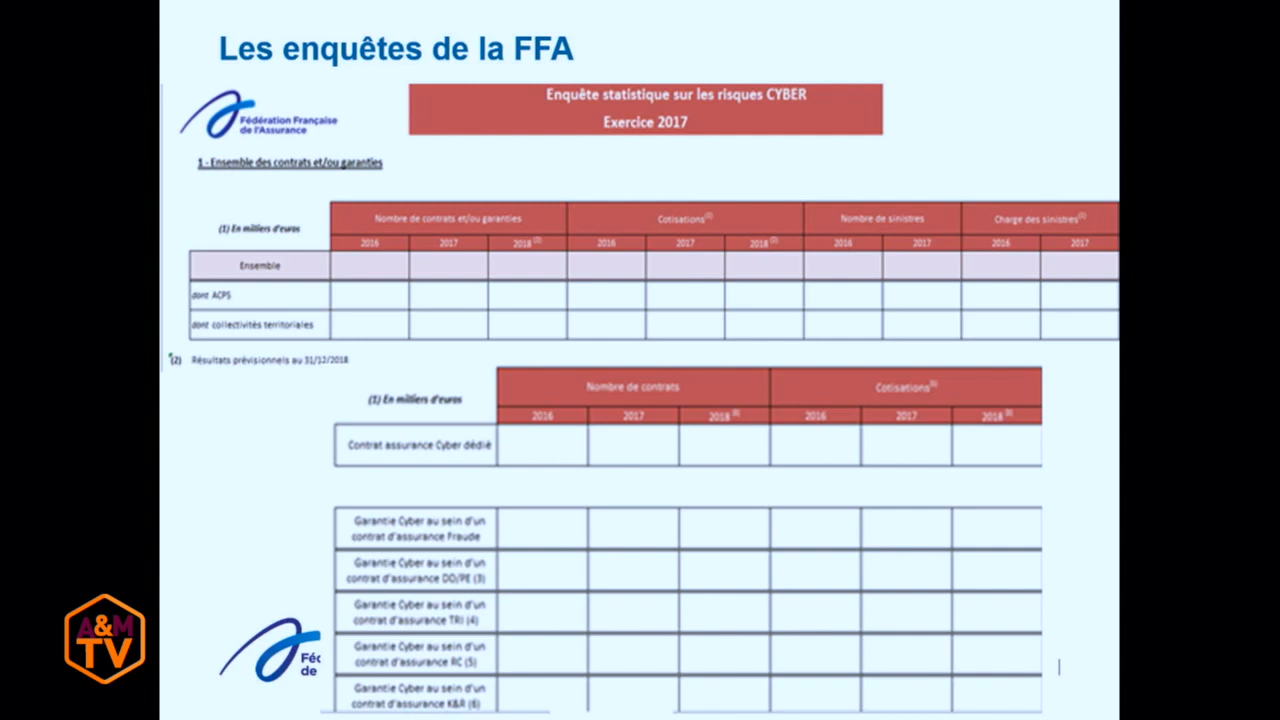 Les enquêtes de la FFA
Fédération Française
de l'Assurance
Enquête statistique sur les risques CYBER
Exercice 2017
1 - Ensemble des contrats et/ou garanties
(1) En milliers d'euros
Nombre de contrats et/ou garanties
Cotisations(1)
Nombre de sinistres
Charge des sinistres(1)
2016 2017 2018 (2) 2016 2017 2018 (2) 2016 2017 2016 2017
Ensemble
dont ACPS
dont collectivités territoriales
(2) Résultats prévisionnels au 31/12/2018
(1) En milliers d'euros
Nombre de contrats
Cotisations
2016 2017 2018 2016 2017 2018
Contrat assurance Cyber dédié
Garantie Cyber au sein d'un
contrat d'assurance Fraude
Garantie Cyber au sein d'un
contrat d'assurance DO/PE (3)
Garantie Cyber au sein d'un
contrat d'assurance TRI (4)
Garantie Cyber au sein d'un
contrat d'assurance RC (5)
Garantie Cyber au sein d'un
contrat d'assurance K&R (6)
Féc
de
A&M
TV